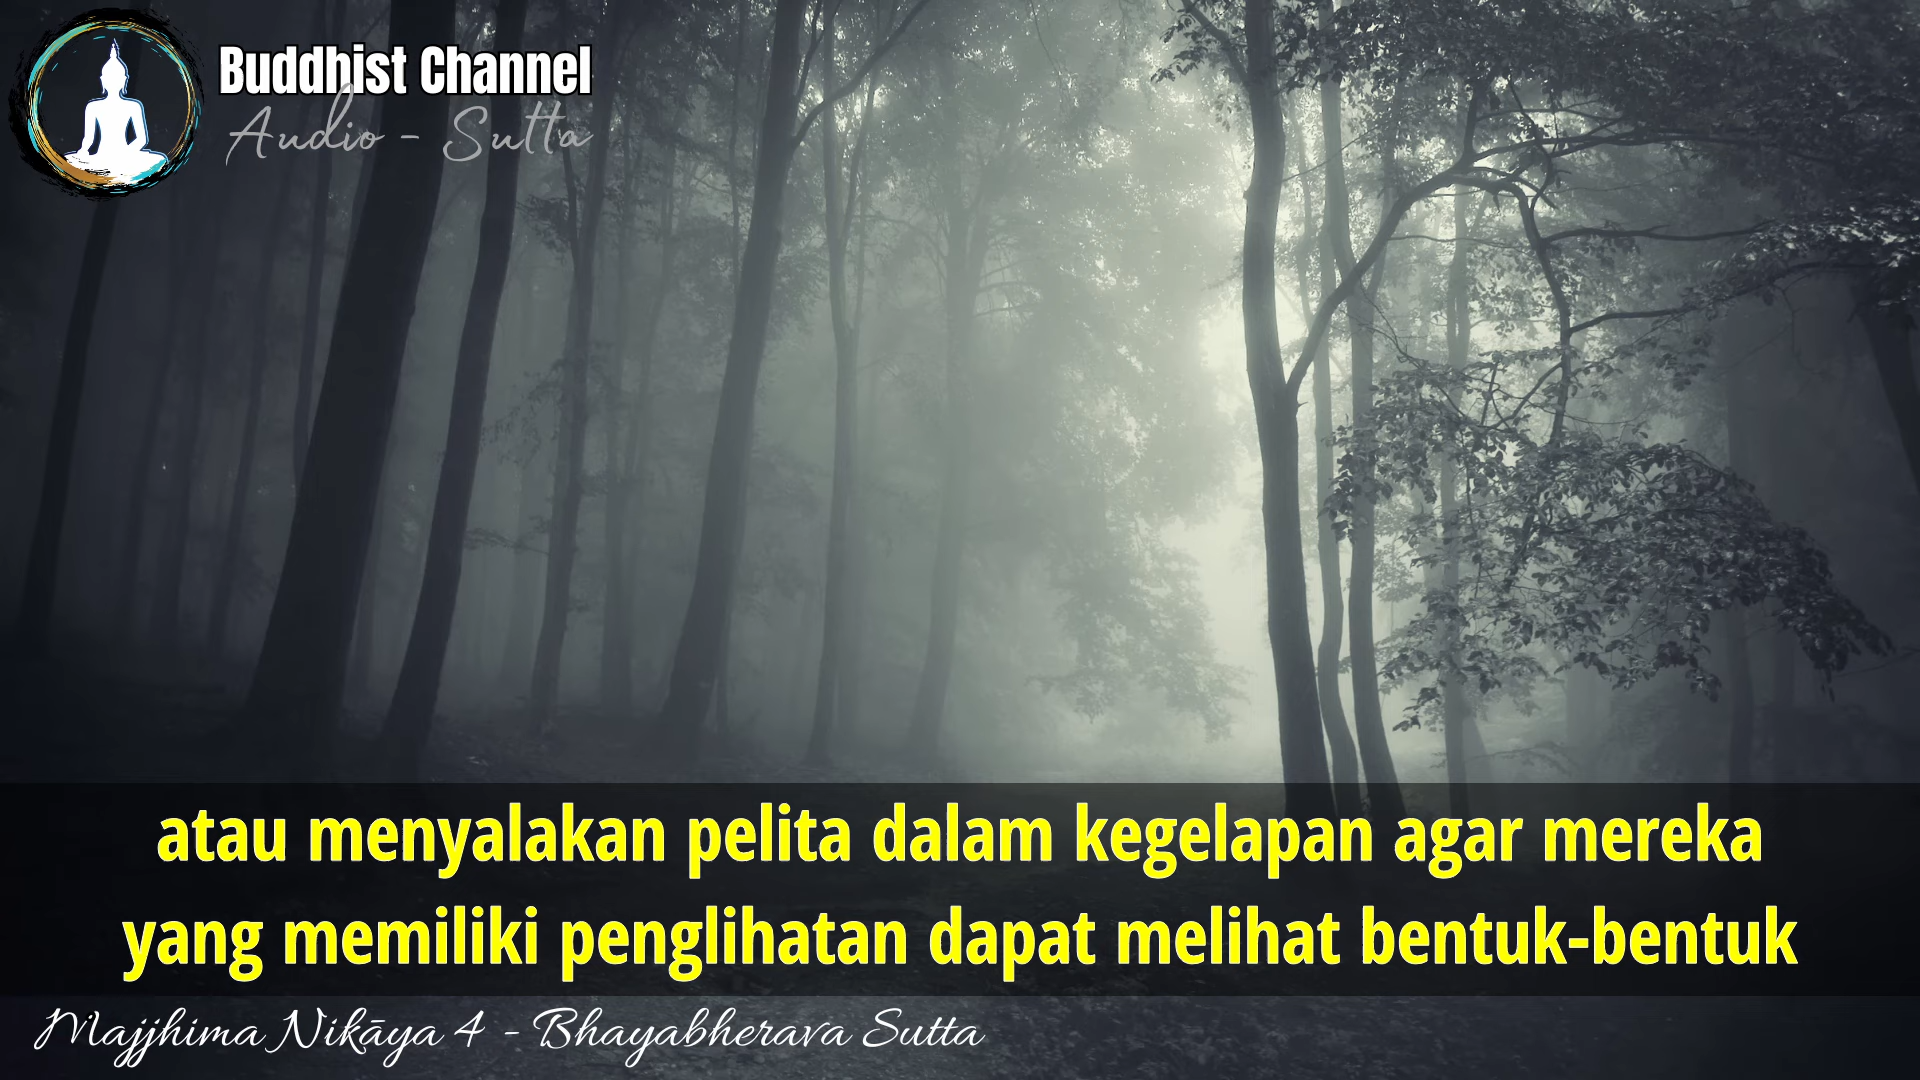 Buddhist Channel
Audio - Sutta
atau menyalakan pelita dalam kegelapan agar mereka
yang memiliki penglihatan dapat melihat bentuk-bentuk
Majjhima Nikāya 4 - Bhayabherava Sutta